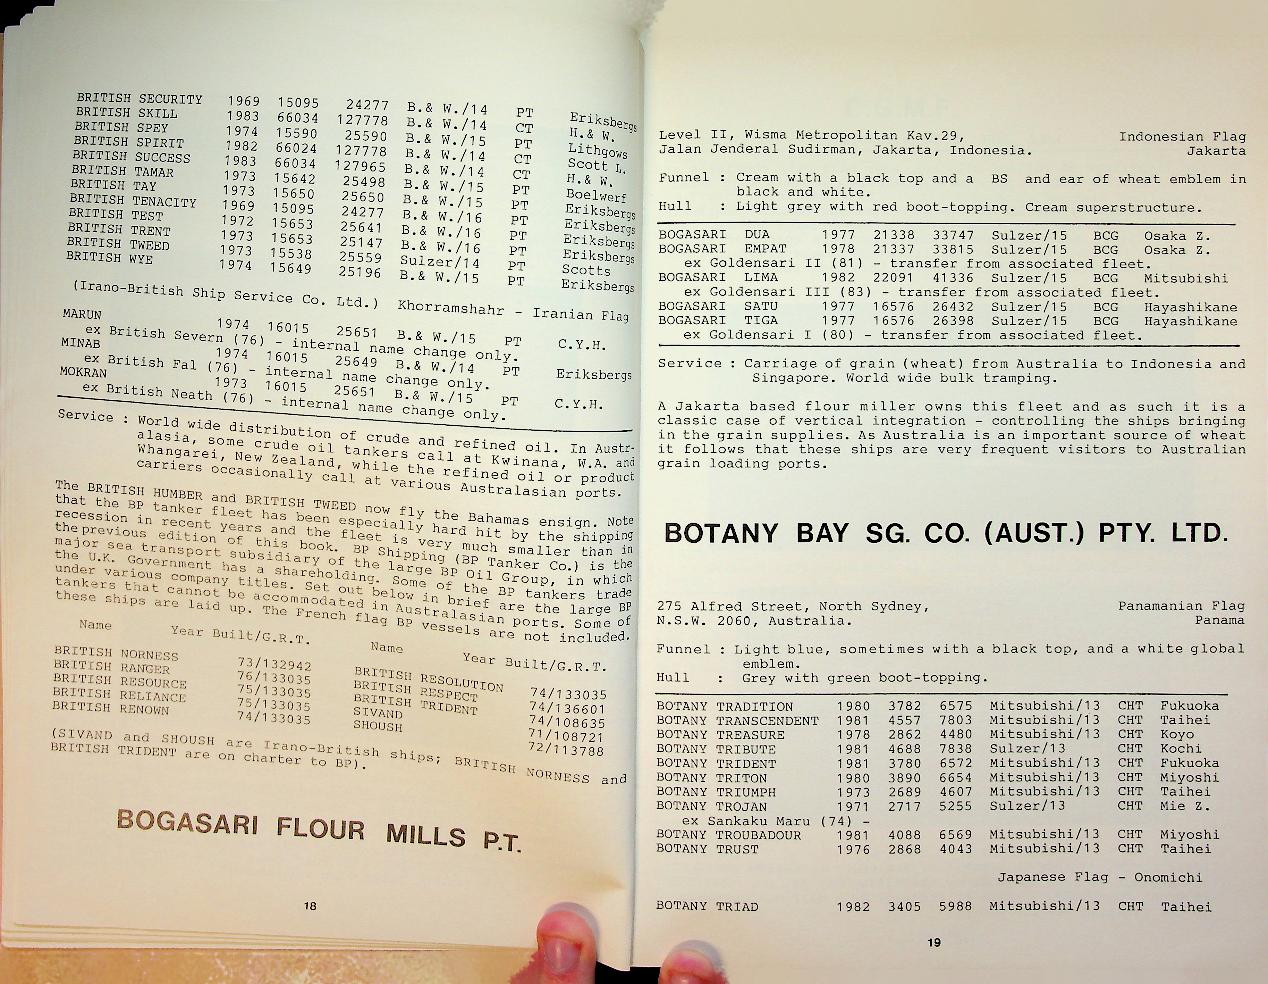 BRITISH SECURITY 1969 15095 24277 B.& W./14 PT Eriksbergs
BRITISH SKILL 1983 66034 127778 B.& W./14 CT H.& W.
BRITISH SPEY 1974 15590 25590 B.& W./15 PT Lithgows
BRITISH SPIRIT 1982 66024 127778 B.& W./14 CT Scott L.
BRITISH SUCCESS 1983 66034 127965 B.& W./14 CT H.& W.
BRITISH TAMAR 1973 15642 25498 B.& W./15 PT Boelwerf
BRITISH TAY 1973 15650 25650 B.& W./15 PT Eriksbergs
BRITISH TENACITY 1969 15095 24277 B.& W./16 PT Eriksbergs
BRITISH TEST 1972 15653 25641 B.& W./16 PT Eriksbergs
BRITISH TRENT 1973 15653 25147 B.& W./16 PT Eriksbergs
BRITISH TWEED 1973 15538 25559 Sulzer/14 PT Scotts
BRITISH WYE 1974 15649 25196 B.& W./15 PT Eriksbergs
(Irano-British Ship Service Co. Ltd.) Khorramshahr - Iranian Flag
MARUN 1974 16015 25651 B.& W./15 PT C.Y.H.
ex British Severn (76) - internal name change only.
MINAB 1974 16015 25649 B.& W./14 PT Eriksbergs
ex British Fal (76) - internal name change only.
MOKRAN 1973 16015 25651 B.& W./15 PT C.Y.H.
ex British Neath (76) - internal name change only.
Service : World wide distribution of crude and refined oil. In Austr-
alasia, some crude oil tankers call at Kwinana, W.A. and
Whangarei, New Zealand, while the refined oil or product
carriers occasionally call at various Australasian ports.
The BRITISH HUMBER and BRITISH TWEED now fly the Bahamas ensign. Note
that the BP tanker fleet has been especially hard hit by the shipping
recession in recent years and the fleet is very much smaller than in
the previous edition of this book. BP Shipping (BP Tanker Co.) is the
major sea transport subsidiary of the large BP Oil Group, in which
the U.K. Government has a shareholding. Some of the BP tankers trade
under various company titles. Set out below in brief are the large BP
tankers that cannot be accommodated in Australasian ports. Some of
these ships are laid up. The French flag BP vessels are not included.
Name Year Built/G.R.T. Name Year Built/G.R.T.
BRITISH NORNESS 73/132942 BRITISH RESOLUTION 74/133035
BRITISH RANGER 76/133035 BRITISH RESPECT 74/136601
BRITISH RESOURCE 75/133035 BRITISH TRIDENT 74/108635
BRITISH RELIANCE 75/133035 SIVAND 71/108721
BRITISH RENOWN 74/133035 SHOUSH 72/113788
(SIVAND and SHOUSH are Irano-British ships; BRITISH NORNESS and
BRITISH TRIDENT are on charter to BP).
BOGASARI FLOUR MILLS P.T.
18
Level II, Wisma Metropolitan Kav.29, Indonesian Flag
Jalan Jenderal Sudirman, Jakarta, Indonesia. Jakarta
Funnel : Cream with a black top and a BS and ear of wheat emblem in
black and white.
Hull : Light grey with red boot-topping. Cream superstructure.
BOGASARI DUA 1977 21338 33747 Sulzer/15 BCG Osaka Z.
BOGASARI EMPAT 1978 21337 33815 Sulzer/15 BCG Osaka Z.
ex Goldensari II (81) - transfer from associated fleet.
BOGASARI LIMA 1982 22091 41336 Sulzer/15 BCG Mitsubishi
ex Goldensari III (83) - transfer from associated fleet.
BOGASARI SATU 1977 16576 26432 Sulzer/15 BCG Hayashikane
BOGASARI TIGA 1977 16576 26398 Sulzer/15 BCG Hayashikane
ex Goldensari I (80) - transfer from associated fleet.
Service : Carriage of grain (wheat) from Australia to Indonesia and
Singapore. World wide bulk tramping.
A Jakarta based flour miller owns this fleet and as such it is a
classic case of vertical integration - controlling the ships bringing
in the grain supplies. As Australia is an important source of wheat
it follows that these ships are very frequent visitors to Australian
grain loading ports.
BOTANY BAY SG. CO. (AUST.) PTY. LTD.
275 Alfred Street, North Sydney, Panamanian Flag
N.S.W. 2060, Australia. Panama
Funnel : Light blue, sometimes with a black top, and a white global
emblem.
Hull : Grey with green boot-topping.
BOTANY TRADITION 1980 3782 6575 Mitsubishi/13 CHT Fukuoka
BOTANY TRANSCENDENT 1981 4557 7803 Mitsubishi/13 CHT Taihei
BOTANY TREASURE 1978 2862 4480 Mitsubishi/13 CHT Koyo
BOTANY TRIBUTE 1981 4688 7838 Sulzer/13 CHT Kochi
BOTANY TRIDENT 1981 3780 6572 Mitsubishi/13 CHT Fukuoka
BOTANY TRITON 1980 3890 6654 Mitsubishi/13 CHT Miyoshi
BOTANY TRIUMPH 1973 2689 4607 Mitsubishi/13 CHT Taihei
BOTANY TROJAN 1971 2717 5255 Sulzer/13 CHT Mie Z.
ex Sankaku Maru (74) -
BOTANY TROUBADOUR 1981 4088 6569 Mitsubishi/13 CHT Miyoshi
BOTANY TRUST 1976 2868 4043 Mitsubishi/13 CHT Taihei
Japanese Flag - Onomichi
BOTANY TRIAD 1982 3405 5988 Mitsubishi/13 CHT Taihei
19